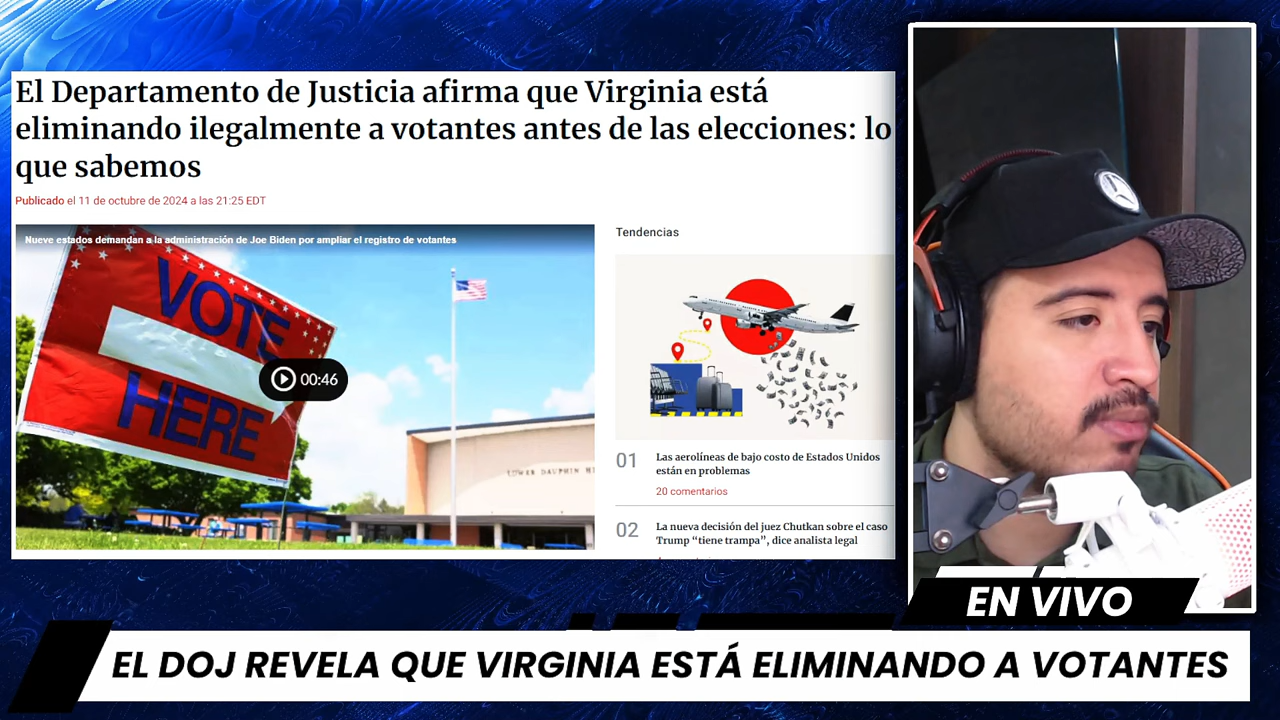 El Departamento de Justicia afirma que Virginia está
eliminando ilegalmente a votantes antes de las elecciones: lo
que sabemos
Publicado el 11 de octubre de 2024 a las 21:25 EDT
Nueve estados demandan a la administración de Joe Biden por ampliar el registro de votantes
VOTE
HERE
00:46
LOWER DAUPHIN
Tendencias
01
Las aerolíneas de bajo costo de Estados Unidos
están en problemas
20 comentarios
02
La nueva decisión del juez Chutkan sobre el caso
Trump “tiene trampa”, dice analista legal
EN VIVO
EL DOJ REVELA QUE VIRGINIA ESTÁ ELIMINANDO A VOTANTES